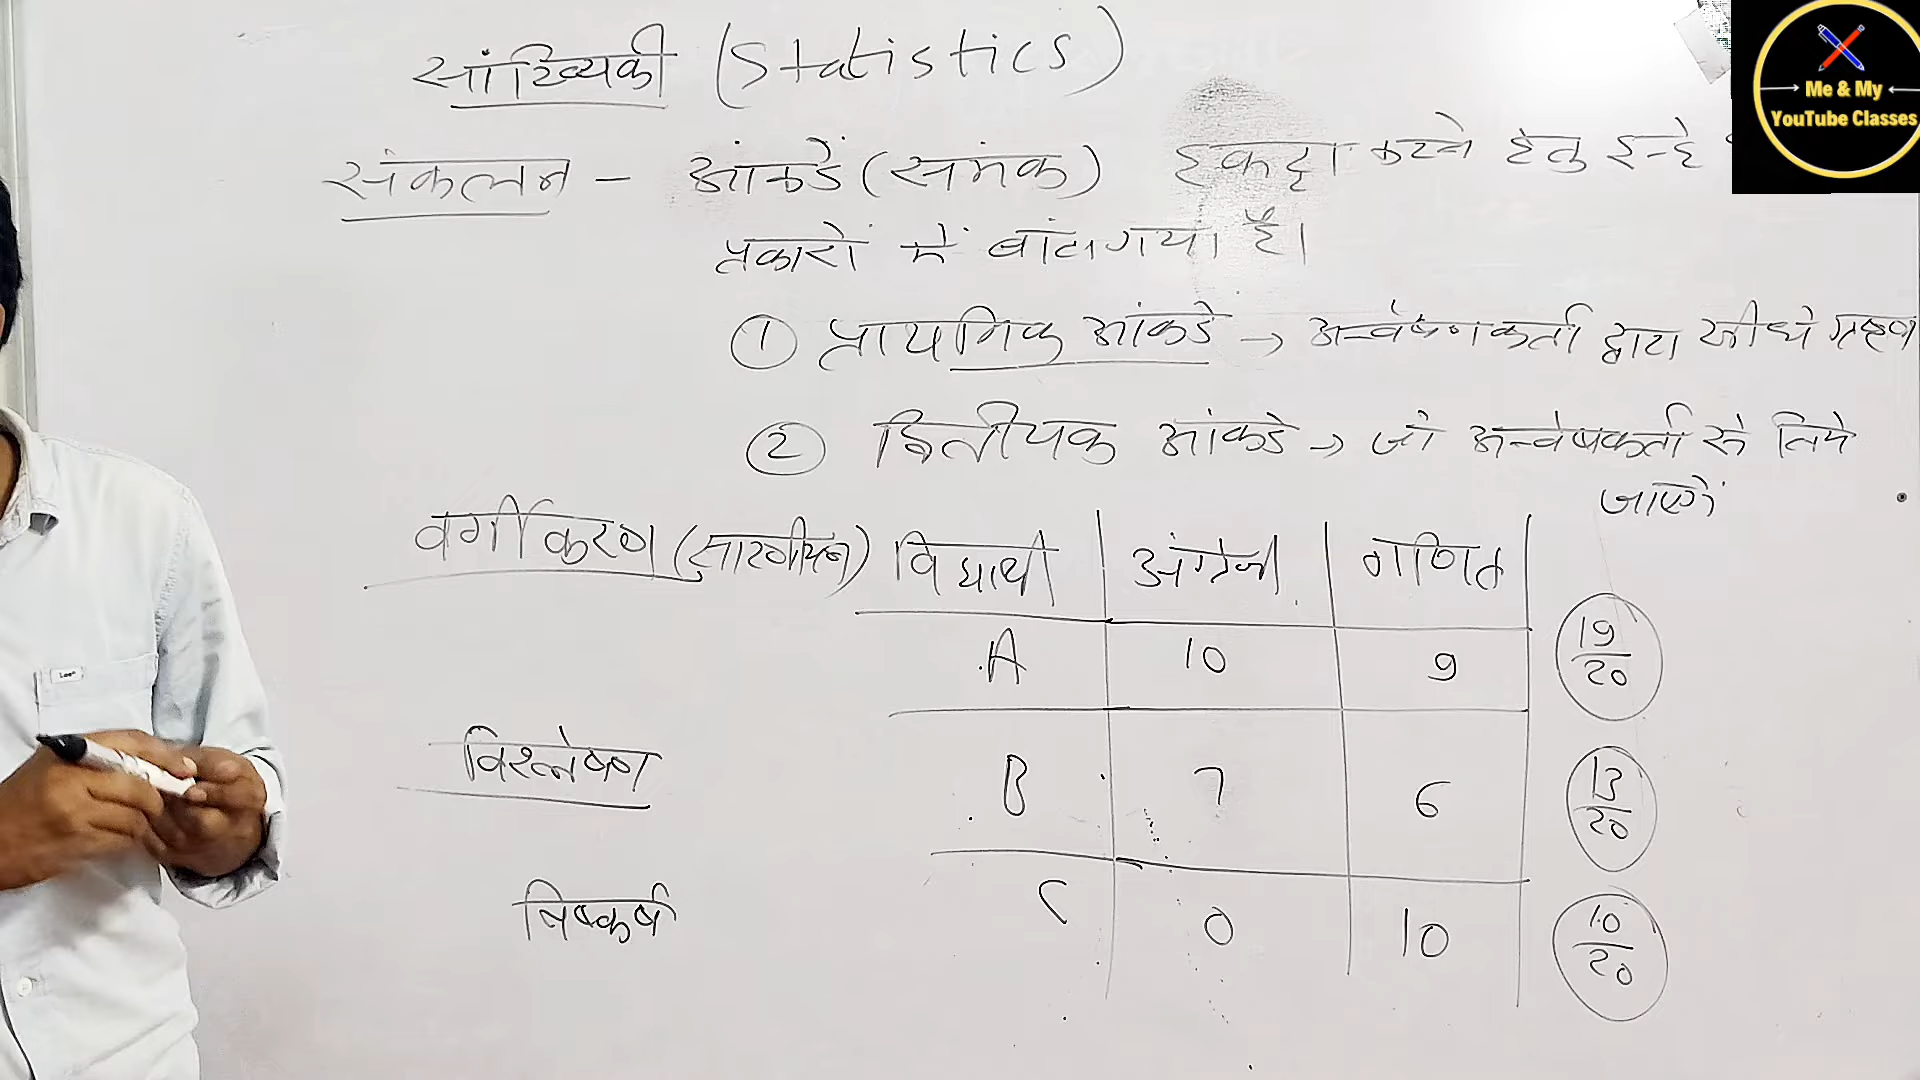 सांख्यिकी (Statistics)
Me & My
YouTube Classes
संकलन - आंकडें (समंक) इकट्टा करने हेतु इन्हे
प्रकारों में बांटा गया है।
① प्राथमिक आंकडे → अन्वेषणकर्ता द्वारा सीधे ग्रहण
② द्वितीयक आंकडे → जो अन्वेषकर्ता से लिये
जाएगें
वर्गीकरण (सारणीयन) विद्यार्थी अंग्रेजी गणित
A 10 9 19/20
विश्लेषण B 7 6 13/20
निष्कर्ष C 0 10 10/20